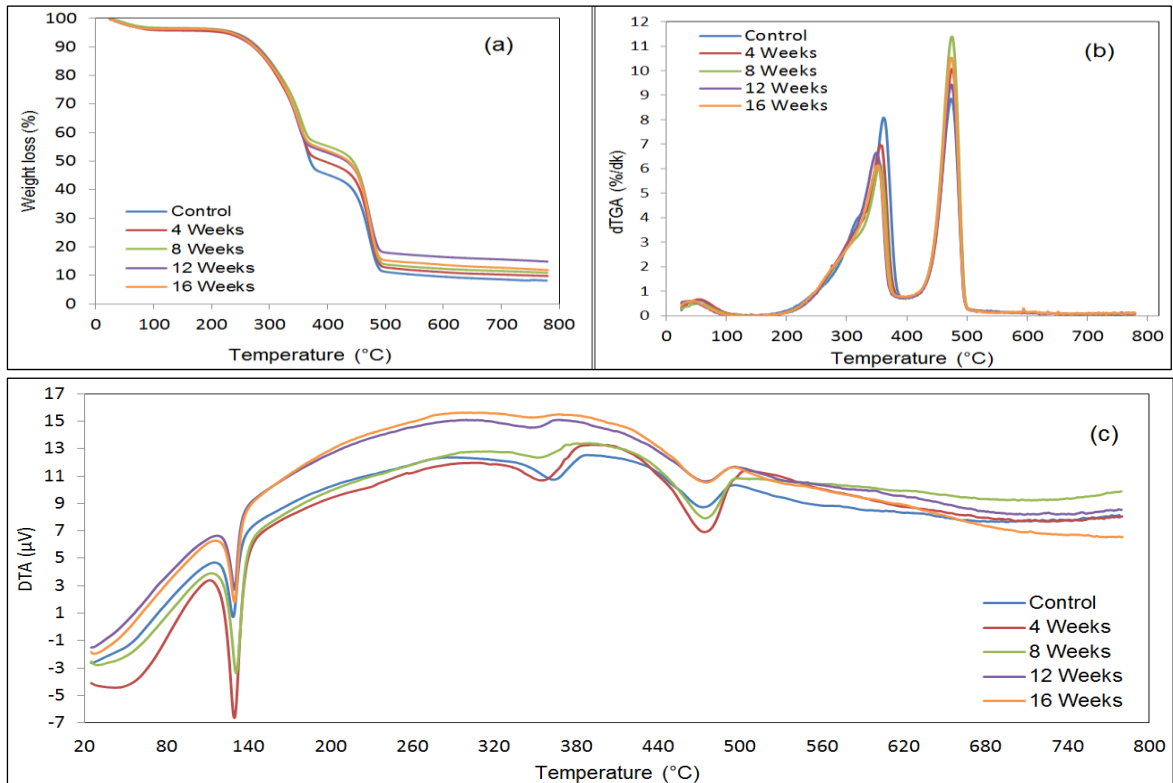 100
90
80
70
60
50
40
30
20
10
0
Weight loss (%)
(a)
Control
4 Weeks
8 Weeks
12 Weeks
16 Weeks
0 100 200 300 400 500 600 700 800
Temperature (°C)
12
11
10
9
8
7
6
5
4
3
2
1
0
dTGA (%/dk)
Control
4 Weeks
8 Weeks
12 Weeks
16 Weeks
(b)
0 100 200 300 400 500 600 700 800
Temperature (°C)
17
15
13
11
9
7
5
3
1
-1
-3
-5
-7
DTA (µV)
(c)
Control
4 Weeks
8 Weeks
12 Weeks
16 Weeks
20 80 140 200 260 320 380 440 500 560 620 680 740 800
Temperature (°C)